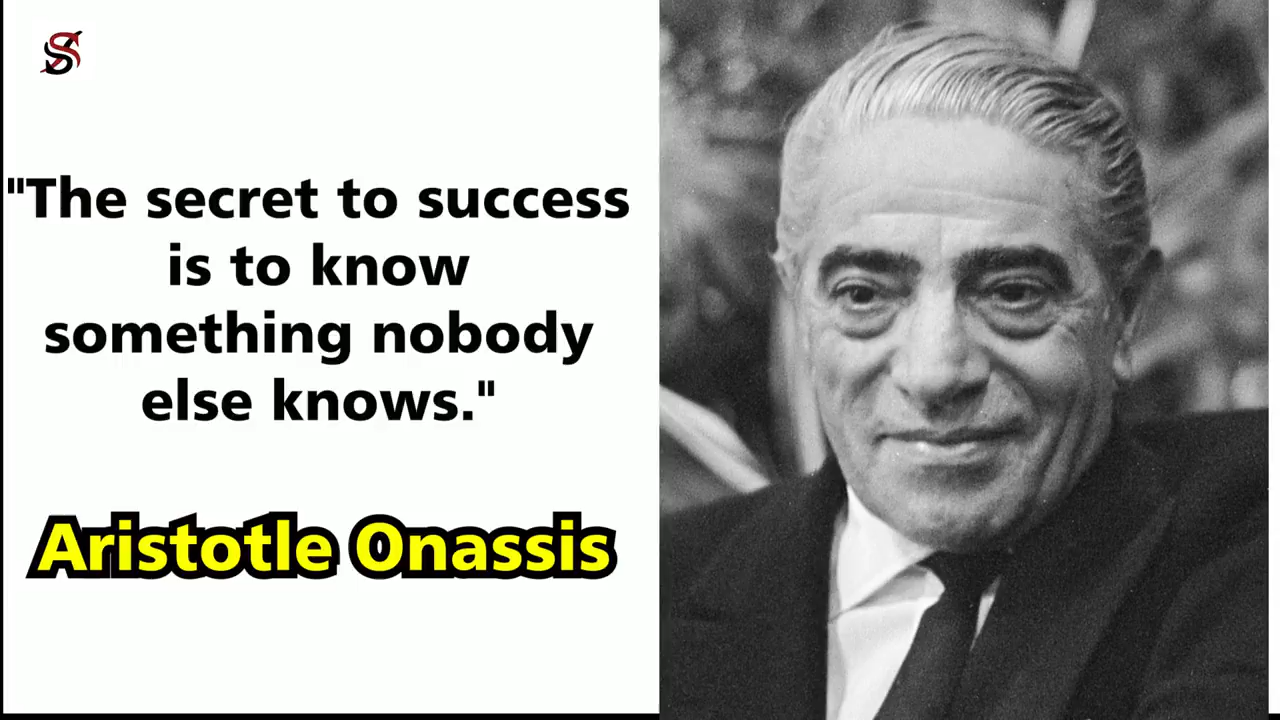 "The secret to success
is to know
something nobody
else knows."
Aristotle Onassis